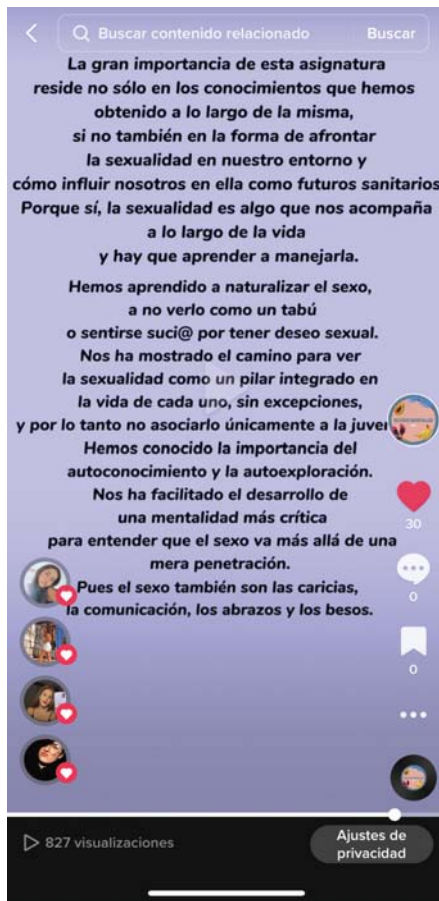 Buscar contenido relacionado Buscar
La gran importancia de esta asignatura
reside no sólo en los conocimientos que hemos
obtenido a lo largo de la misma,
si no también en la forma de afrontar
la sexualidad en nuestro entorno y
cómo influir nosotros en ella como futuros sanitarios
Porque sí, la sexualidad es algo que nos acompaña
a lo largo de la vida
y hay que aprender a manejarla.
Hemos aprendido a naturalizar el sexo,
a no verlo como un tabú
o sentirse suci@ por tener deseo sexual.
Nos ha mostrado el camino para ver
la sexualidad como un pilar integrado en
la vida de cada uno, sin excepciones,
y por lo tanto no asociarlo únicamente a la
Hemos conocido la importancia del
autoconocimiento y la autoexploración.
Nos ha facilitado el desarrollo de
una mentalidad más crítica
para entender que el sexo va más allá de una
mera penetración.
Pues el sexo también son las caricias,
la comunicación, los abrazos y los besos.
30
0
0
827 visualizaciones
Ajustes de
privacidad